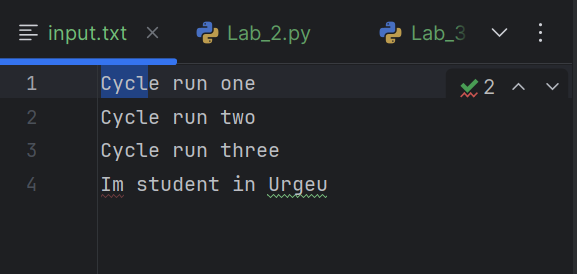 input.txt
Lab_2.py
Lab_3
1 Cycle run one
2
2 Cycle run two
3 Cycle run three
4 Im student in Urgeu